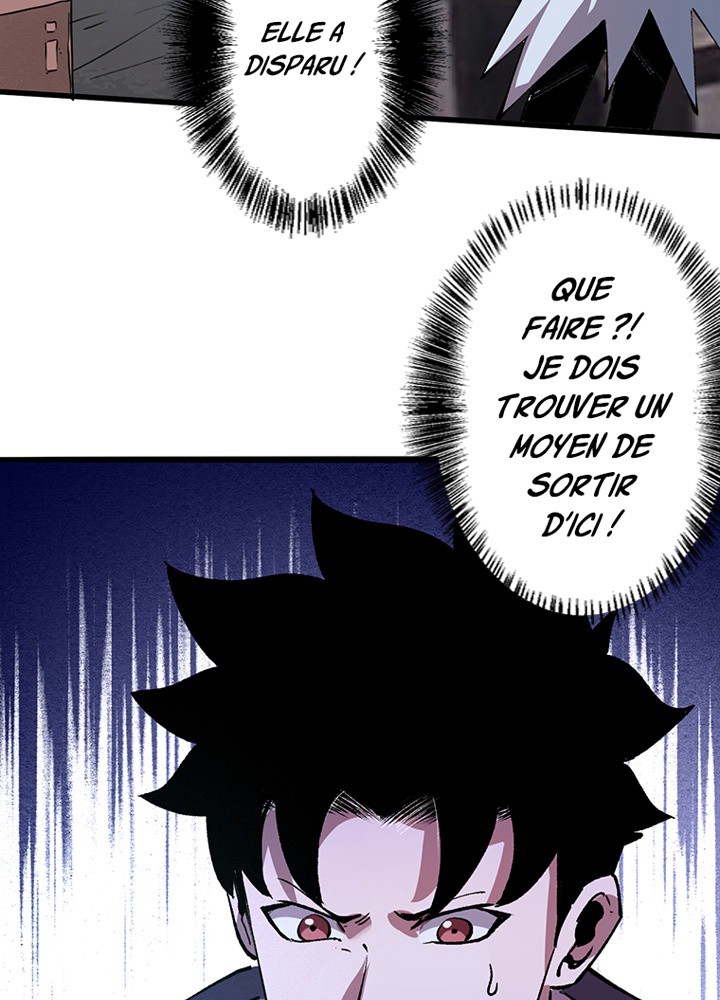 ELLE A
DISPARU !
QUE
FAIRE ?!
JE DOIS
TROUVER UN
MOYEN DE
SORTIR
D'ICI !